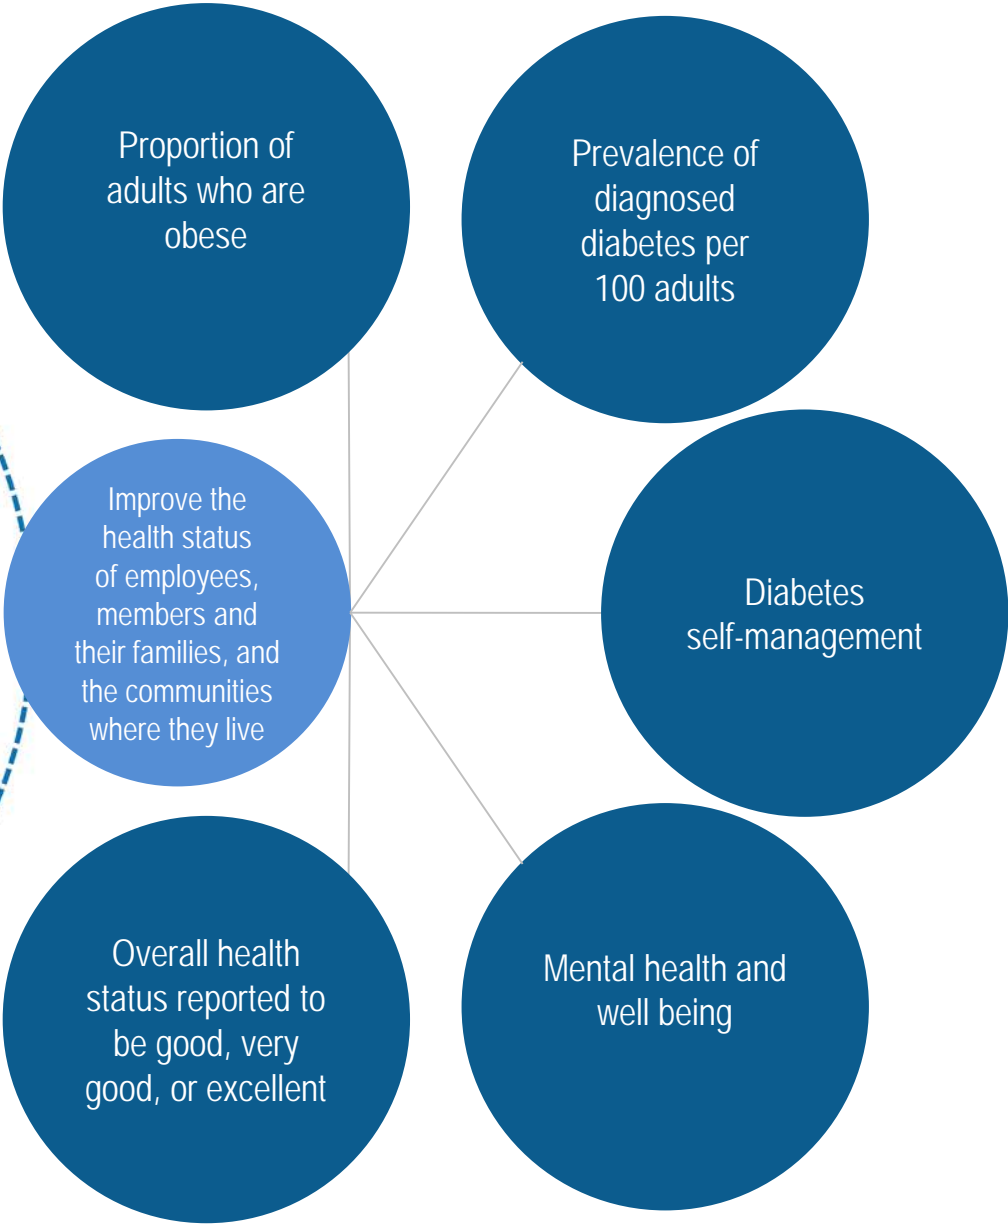 Proportion of
adults who are
obese
Prevalence of
diagnosed
diabetes per
100 adults
Improve the
health status
of employees,
members and
their families, and
the communities
where they live
Diabetes
self-management
Overall health
status reported to
be good, very
good, or excellent
Mental health and
well being